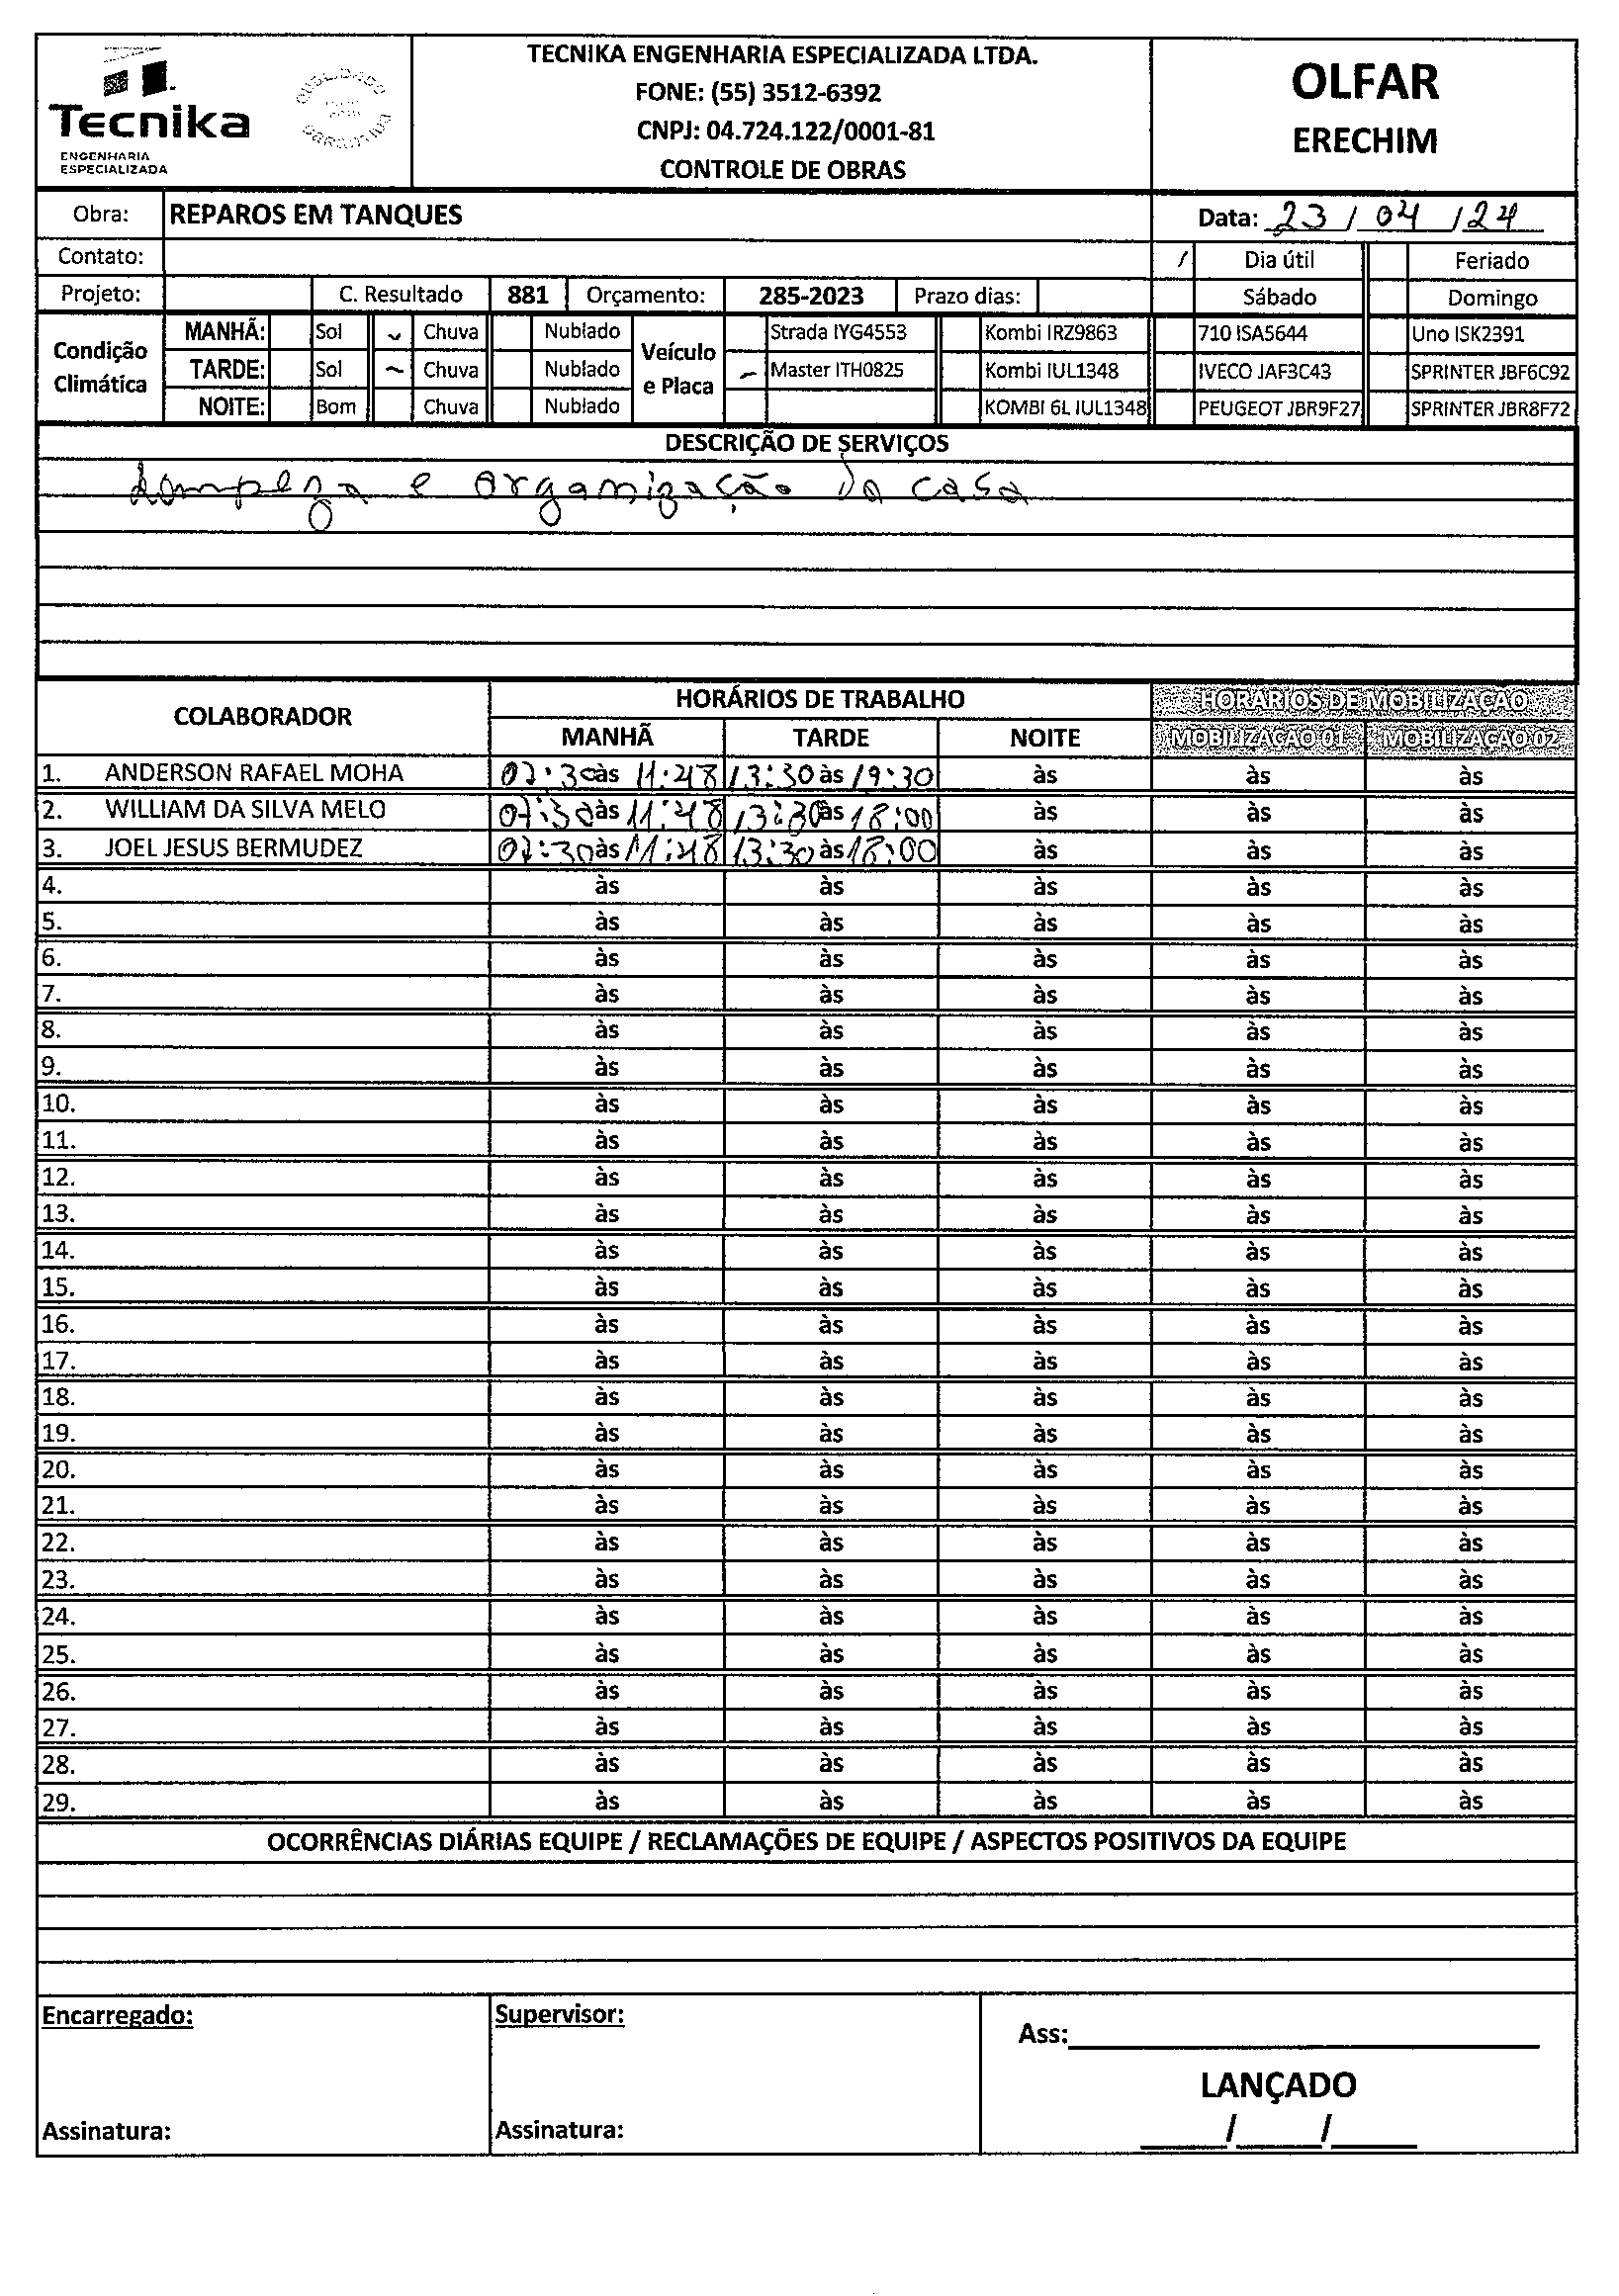 Tecnika
ENGENHARIA
ESPECIALIZADA
TECNIKA ENGENHARIA ESPECIALIZADA LTDA.
FONE: (55) 3512-6392
CNPJ: 04.724.122/0001-81
CONTROLE DE OBRAS
OLFAR
ERECHIM
Obra: REPAROS EM TANQUES
Data: 23 / 04 / 24
Contato:
/ Dia útil Feriado
Projeto: C. Resultado 881 Orçamento: 285-2023 Prazo dias: Sábado Domingo
Condição Climática
MANHÃ: Sol Chuva Nublado
TARDE: Sol Chuva Nublado
NOITE: Bom Chuva Nublado
Veículo e Placa
Strada IYG4553 Kombi IRZ9863 710 ISA5644 Uno ISK2391
Master ITH0825 Kombi IUL1348 IVECO JAF3C43 SPRINTER JBF6C92
KOMBI 6L IUL1348 PEUGEOT JBR9F27 SPRINTER JBR8F72
DESCRIÇÃO DE SERVIÇOS
Limpeza e organização da casa
COLABORADOR
HORÁRIOS DE TRABALHO
HORARIOS DE MOBILIZAÇÃO
MANHÃ TARDE NOITE MOBILIZAÇÃO 01 MOBILIZAÇÃO 02
1. ANDERSON RAFAEL MOHA 07:30 às 11:48 13:30 às 19:30 às às às
2. WILLIAM DA SILVA MELO 07:30 às 11:48 13:30 às 18:00 às às às
3. JOEL JESUS BERMUDEZ 07:30 às 11:48 13:30 às 18:00 às às às
4. às às às às às
5. às às às às às
6. às às às às às
7. às às às às às
8. às às às às às
9. às às às às às
10. às às às às às
11. às às às às às
12. às às às às às
13. às às às às às
14. às às às às às
15. às às às às às
16. às às às às às
17. às às às às às
18. às às às às às
19. às às às às às
20. às às às às às
21. às às às às às
22. às às às às às
23. às às às às às
24. às às às às às
25. às às às às às
26. às às às às às
27. às às às às às
28. às às às às às
29. às às às às às
OCORRÊNCIAS DIÁRIAS EQUIPE / RECLAMAÇÕES DE EQUIPE / ASPECTOS POSITIVOS DA EQUIPE
Encarregado:
Assinatura:
Supervisor:
Assinatura:
Ass:
LANÇADO
/ /